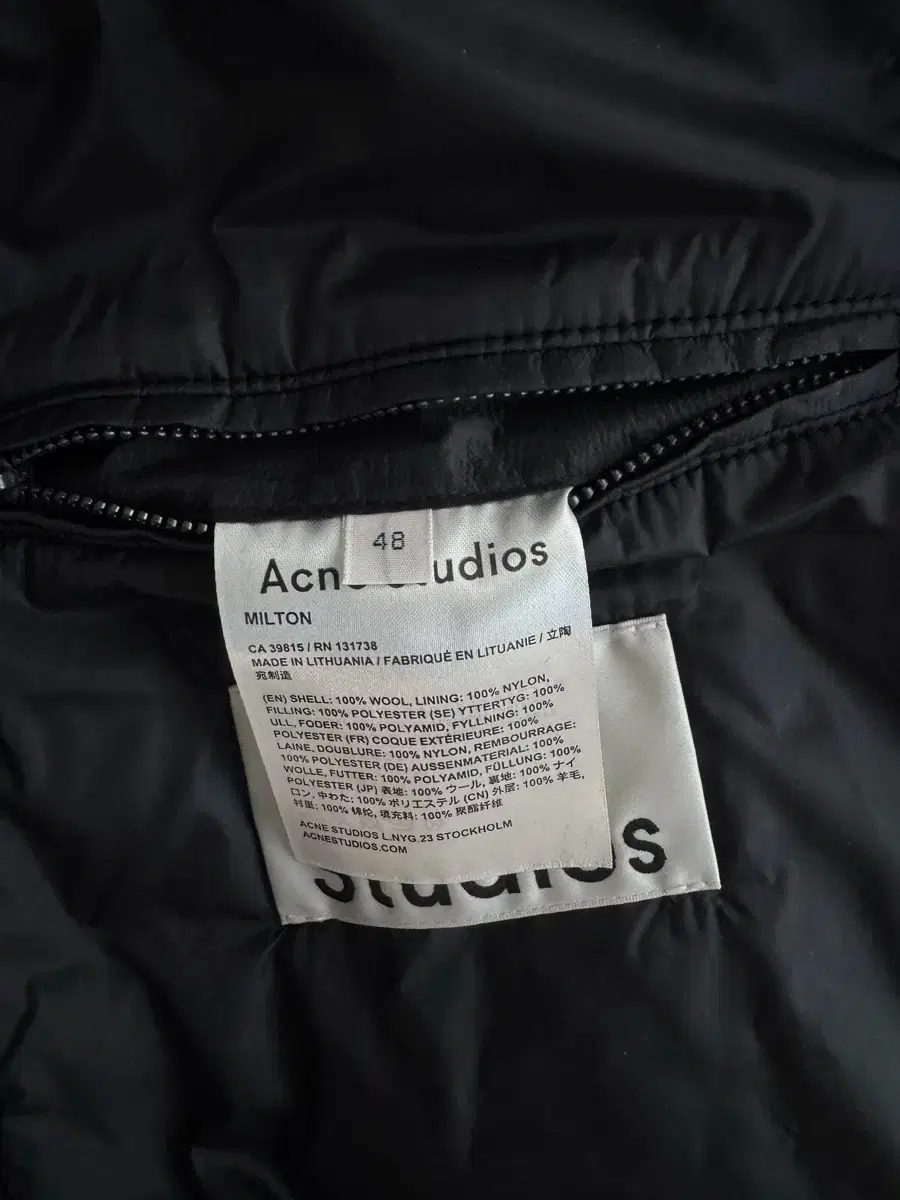 48
Acne Studios
MILTON
CA 39815 / RN 131738
MADE IN LITHUANIA / FABRIQUÉ EN LITUANIE / 立陶
宛制造
(EN) SHELL: 100% WOOL, LINING: 100% NYLON,
FILLING: 100% POLYESTER (SE) YTTERTYG: 100%
ULL, FODER: 100% POLYAMID, FYLLNING: 100%
POLYESTER (FR) COQUE EXTÉRIEURE: 100%
LAINE, DOUBLURE: 100% NYLON, REMBOURRAGE:
100% POLYESTER (DE) AUSSENMATERIAL: 100%
WOLLE, FUTTER: 100% POLYAMID, FÜLLUNG: 100%
POLYESTER (JP) 表地: 100% ウール, 裏地: 100% ナイ
ロン, 中わた: 100% ポリエステル (CN) 外层: 100% 羊毛,
衬里: 100% 锦纶, 填充料: 100% 聚酯纤维
ACNE STUDIOS L.NYG.23 STOCKHOLM
ACNESTUDIOS.COM
Studios